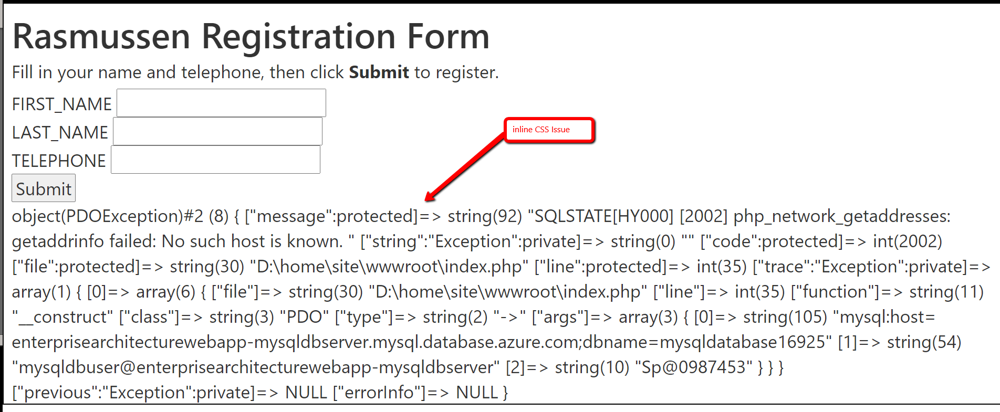 Rasmussen Registration Form
Fill in your name and telephone, then click Submit to register.
FIRST_NAME
LAST_NAME
inline CSS Issue
TELEPHONE
Submit
object(PDOException)#2 (8) { ["message":protected]=> string(92) "SQLSTATE[HY000] [2002] php_network_getaddresses:
getaddrinfo failed: No such host is known. " ["string":"Exception":private]=> string(0) "" ["code":protected]=> int(2002)
["file":protected]=> string(30) "D:\home\site\wwwroot\index.php" ["line":protected]=> int(35) ["trace":"Exception":private]=>
array(1) { [0]=> array(6) { ["file"]=> string(30) "D:\home\site\wwwroot\index.php" ["line"]=> int(35) ["function"]=> string(11)
"__construct" ["class"]=> string(3) "PDO" ["type"]=> string(2) "->" ["args"]=> array(3) { [0]=> string(105) "mysql:host=
enterprisearchitecturewebapp-mysqldbserver.mysql.database.azure.com;dbname=mysqldatabase16925" [1]=> string(54)
"mysqldbuser@enterprisearchitecturewebapp-mysqldbserver" [2]=> string(10) "Sp@0987453" } } }
["previous":"Exception":private]=> NULL ["errorInfo"]=> NULL }